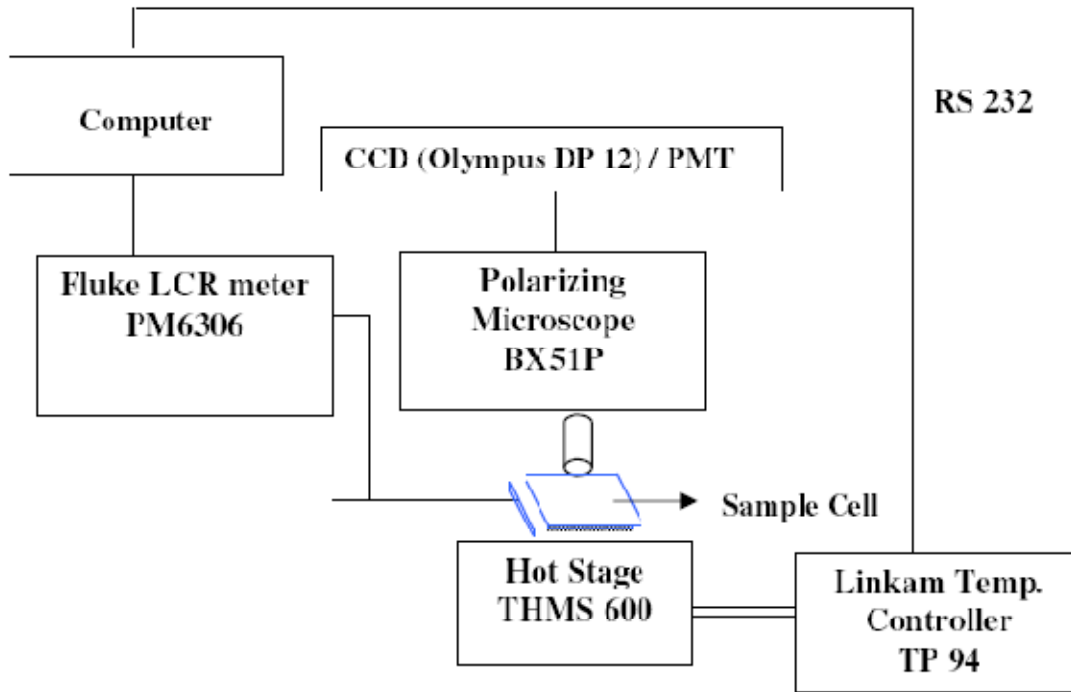 Computer
RS 232
CCD (Olympus DP 12) / PMT
Fluke LCR meter
PM6306
Polarizing
Microscope
BX51P
Sample Cell
Hot Stage
THMS 600
Linkam Temp.
Controller
TP 94